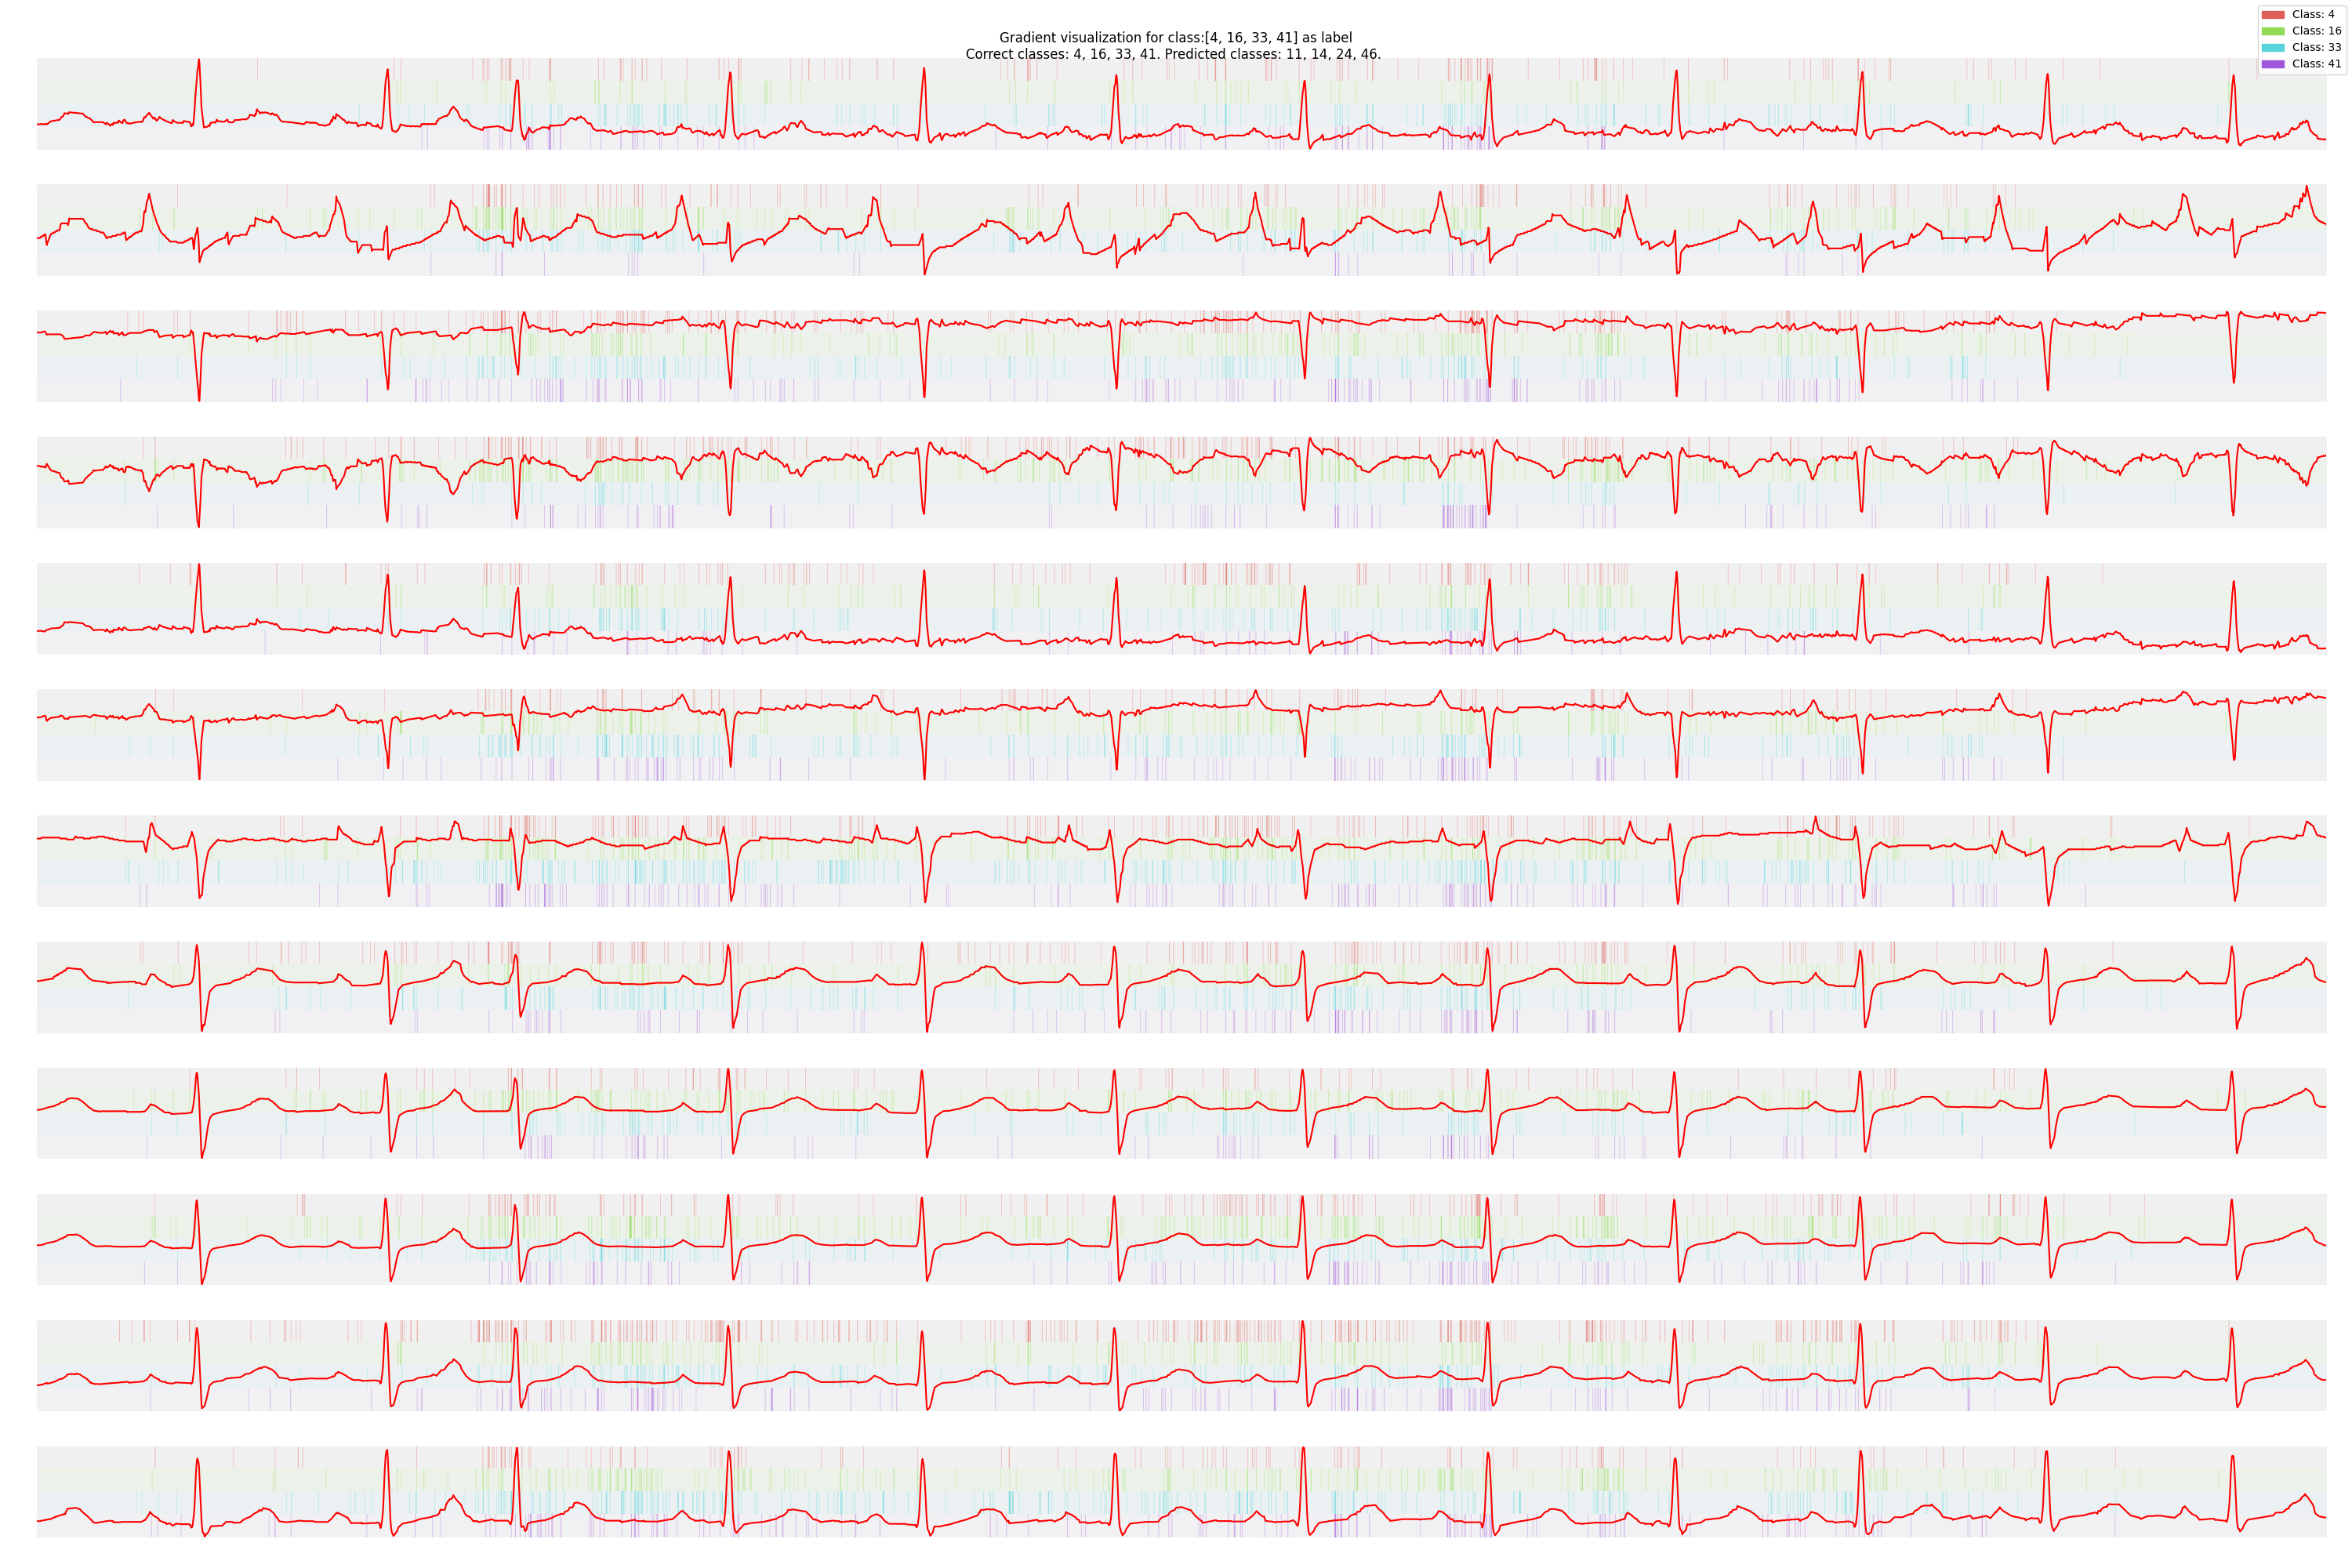 Gradient visualization for class:[4, 16, 33, 41] as label
Correct classes: 4, 16, 33, 41. Predicted classes: 11, 14, 24, 46.
Class: 4
Class: 16
Class: 33
Class: 41